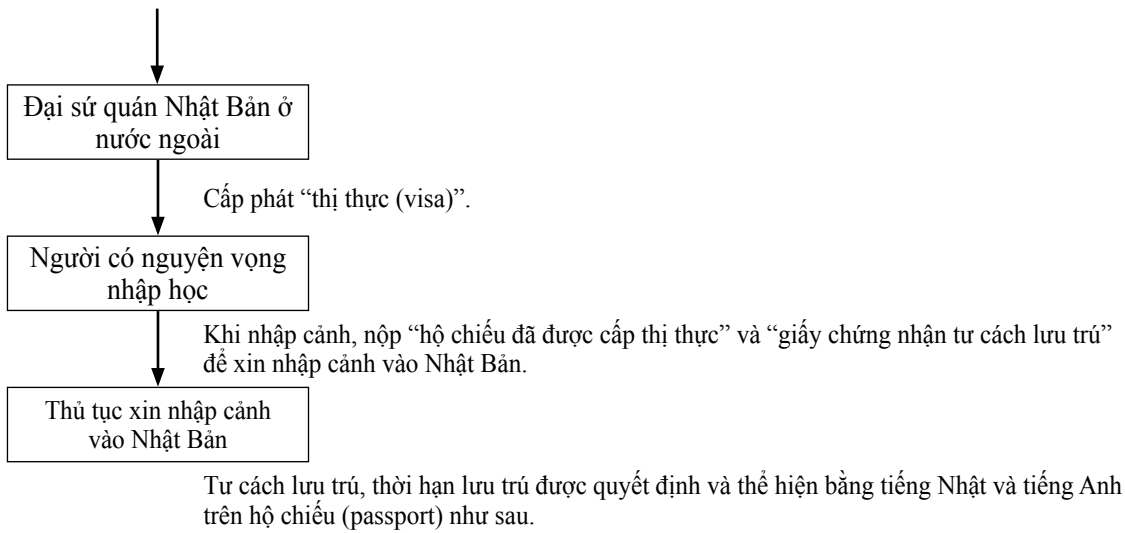 Đại sứ quán Nhật Bản ở
nước ngoài
Cấp phát “thị thực (visa)”.
Người có nguyện vọng
nhập học
Khi nhập cảnh, nộp “hộ chiếu đã được cấp thị thực” và “giấy chứng nhận tư cách lưu trú”
để xin nhập cảnh vào Nhật Bản.
Thủ tục xin nhập cảnh
vào Nhật Bản
Tư cách lưu trú, thời hạn lưu trú được quyết định và thể hiện bằng tiếng Nhật và tiếng Anh
trên hộ chiếu (passport) như sau.